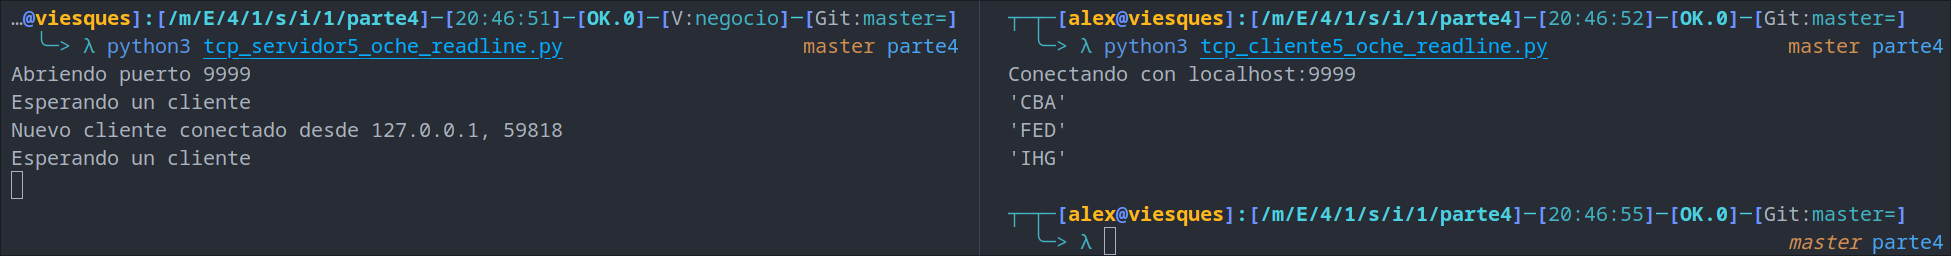 …@viesques]:[/m/E/4/1/s/i/1/parte4]─[20:46:51]─[OK.0]─[V:negocio]─[Git:master=]
╰─> λ python3 tcp_servidor5_oche_readline.py master parte4
Abriendo puerto 9999
Esperando un cliente
Nuevo cliente conectado desde 127.0.0.1, 59818
Esperando un cliente
┬─┬─[alex@viesques]:[/m/E/4/1/s/i/1/parte4]─[20:46:52]─[OK.0]─[Git:master=]
╰─> λ python3 tcp_cliente5_oche_readline.py master parte4
Conectando con localhost:9999
'CBA'
'FED'
'IHG'
┬─┬─[alex@viesques]:[/m/E/4/1/s/i/1/parte4]─[20:46:55]─[OK.0]─[Git:master=]
╰─> λ master parte4